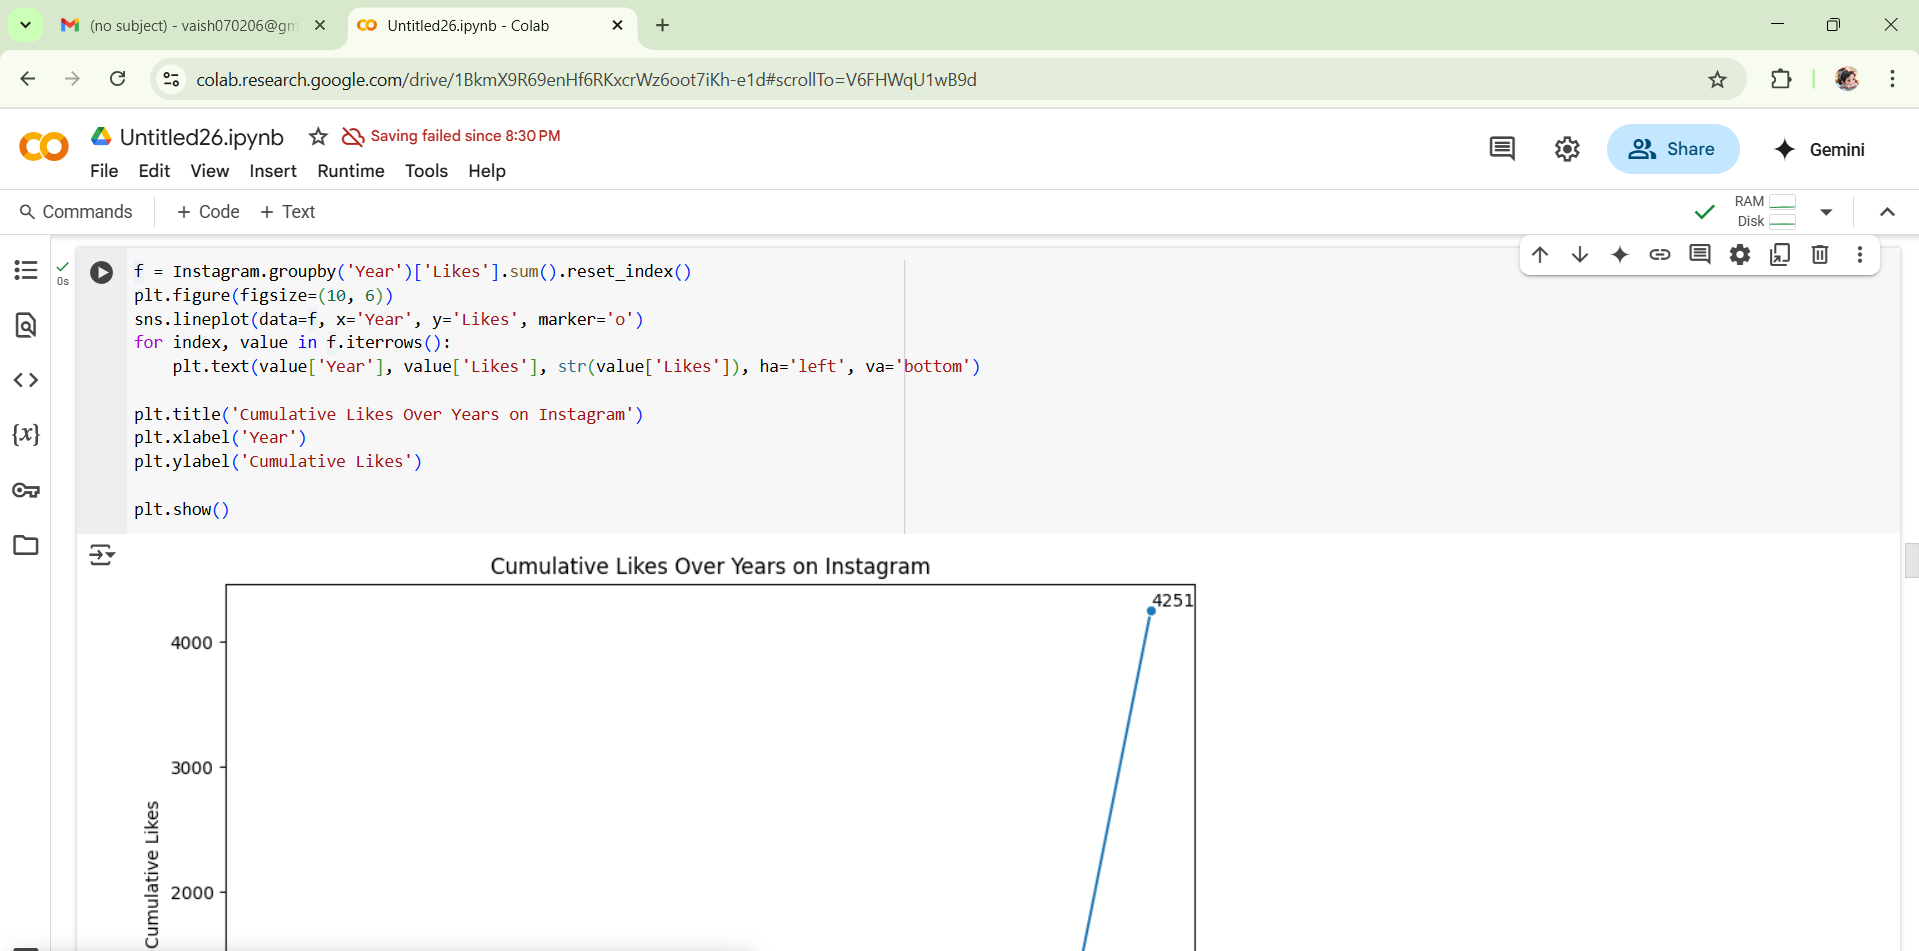 (no subject) - vaish070206@gm
Untitled26.ipynb - Colab
colab.research.google.com/drive/1BkmX9R69enHf6RKxcrWz6oot7iKh-e1d#scrollTo=V6FHWqU1wB9d
Untitled26.ipynb
Saving failed since 8:30 PM
File Edit View Insert Runtime Tools Help
Share
Gemini
Commands + Code + Text
RAM
Disk
0s
f = Instagram.groupby('Year')['Likes'].sum().reset_index()
plt.figure(figsize=(10, 6))
sns.lineplot(data=f, x='Year', y='Likes', marker='o')
for index, value in f.iterrows():
    plt.text(value['Year'], value['Likes'], str(value['Likes']), ha='left', va='bottom')
plt.title('Cumulative Likes Over Years on Instagram')
plt.xlabel('Year')
plt.ylabel('Cumulative Likes')
plt.show()
Cumulative Likes Over Years on Instagram
4251
4000
3000
2000
Cumulative Likes